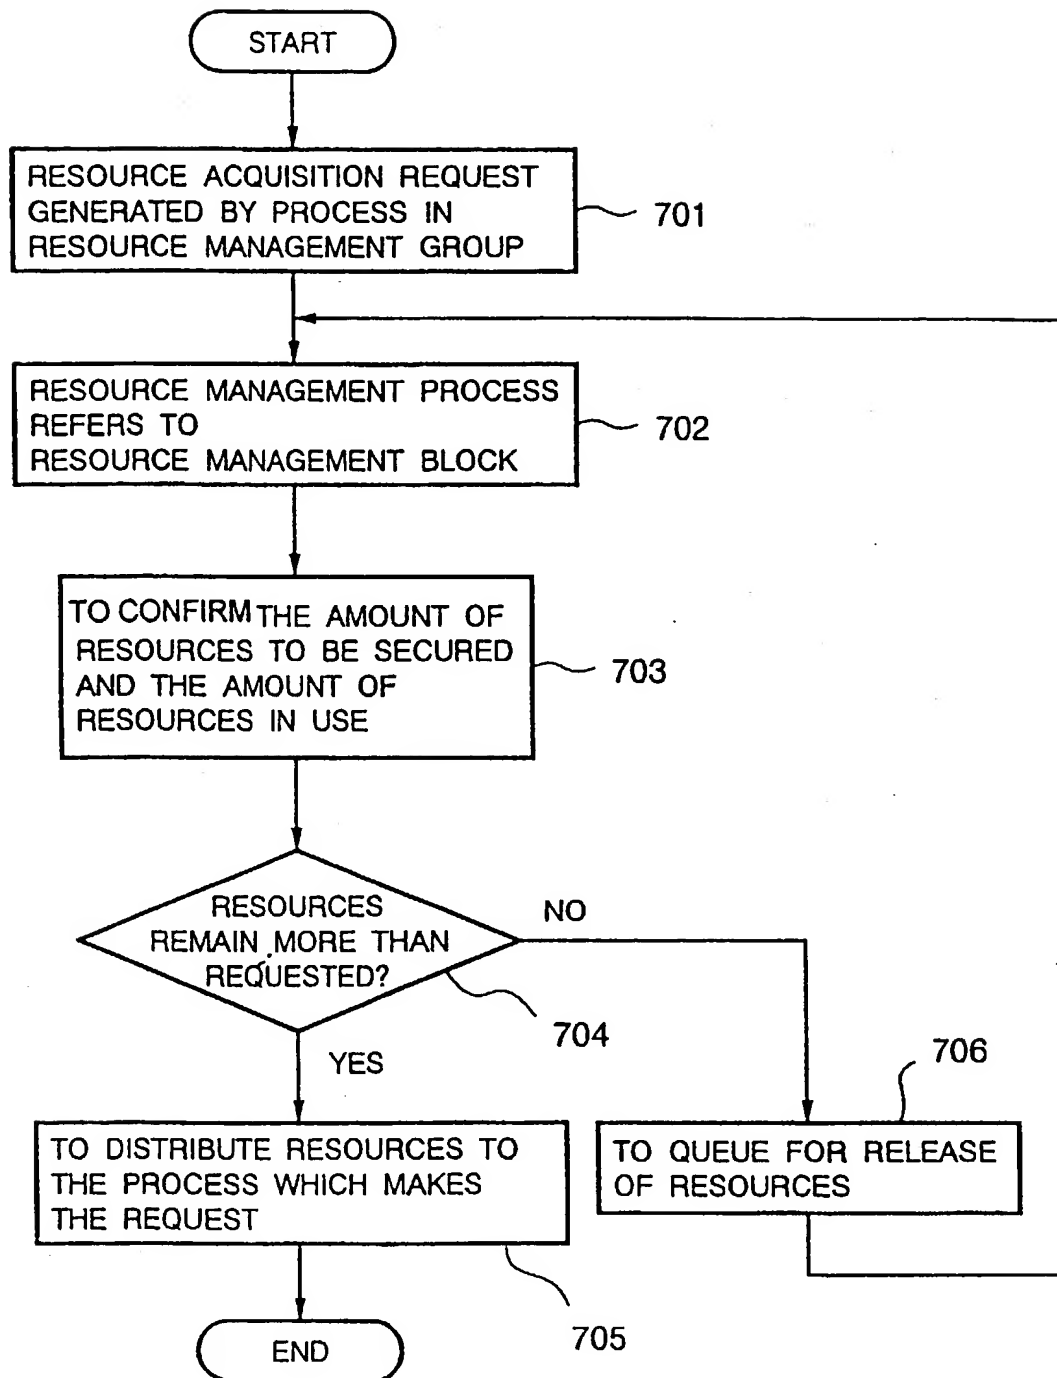 START
RESOURCE ACQUISITION REQUEST
GENERATED BY PROCESS IN
RESOURCE MANAGEMENT GROUP
701
RESOURCE MANAGEMENT PROCESS
REFERS TO
RESOURCE MANAGEMENT BLOCK
702
TO CONFIRM THE AMOUNT OF
RESOURCES TO BE SECURED
AND THE AMOUNT OF
RESOURCES IN USE
703
RESOURCES
REMAIN MORE THAN
REQUESTED?
NO
704
YES
706
TO DISTRIBUTE RESOURCES TO
THE PROCESS WHICH MAKES
THE REQUEST
TO QUEUE FOR RELEASE
OF RESOURCES
705
END